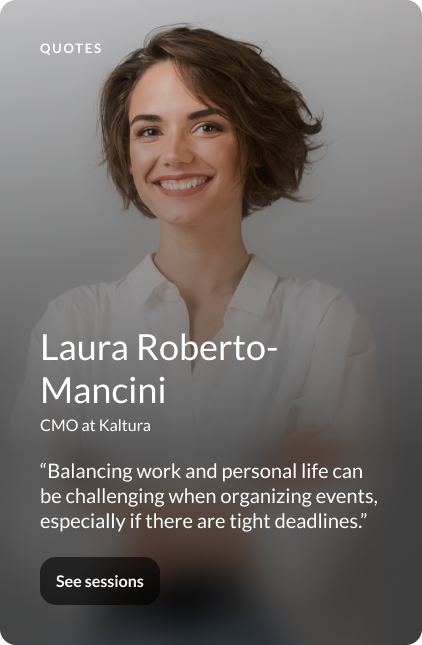 QUOTES
Laura Roberto-
Mancini
CMO at Kaltura
“Balancing work and personal life can
be challenging when organizing events,
especially if there are tight deadlines.”
See sessions